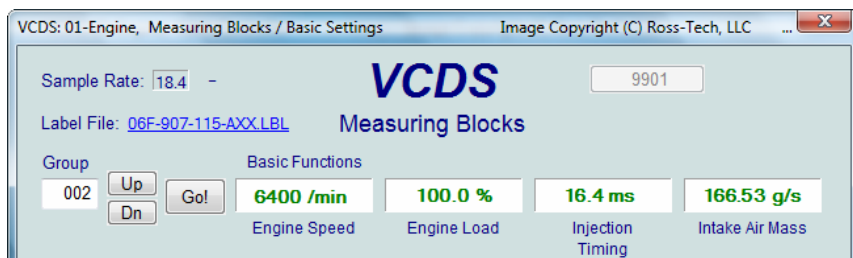 VCDS: 01-Engine, Measuring Blocks / Basic Settings Image Copyright (C) Ross-Tech, LLC ... X
Sample Rate: 18.4 -
VCDS
9901
Label File: 06F-907-115-AXX.LBL
Measuring Blocks
Group
Basic Functions
002 Up Dn Go! 6400 /min 100.0 % 16.4 ms 166.53 g/s
Engine Speed Engine Load Injection Timing Intake Air Mass